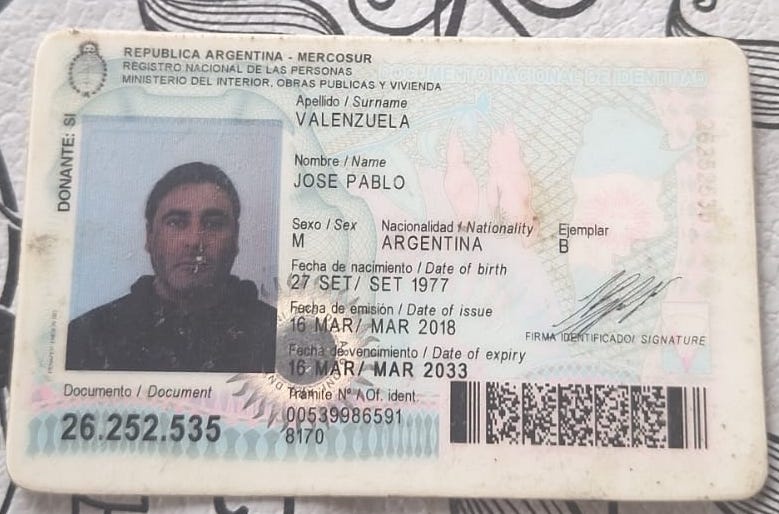 REPUBLICA ARGENTINA - MERCOSUR
REGISTRO NACIONAL DE LAS PERSONAS
MINISTERIO DEL INTERIOR, OBRAS PUBLICAS Y VIVIENDA
DOCUMENTO NACIONAL DE IDENTIDAD
DONANTE: SI
Apellido / Surname
VALENZUELA
Nombre / Name
JOSE PABLO
Sexo / Sex Nacionalidad / Nationality Ejemplar
M ARGENTINA B
Fecha de nacimiento / Date of birth
27 SET/ SET 1977
Fecha de emisión / Date of issue
16 MAR/ MAR 2018
FIRMA IDENTIFICADO/ SIGNATURE
Fecha de vencimiento / Date of expiry
16 MAR/ MAR 2033
Documento / Document Trámite N° / Of. ident.
26.252.535 00539986591
8170